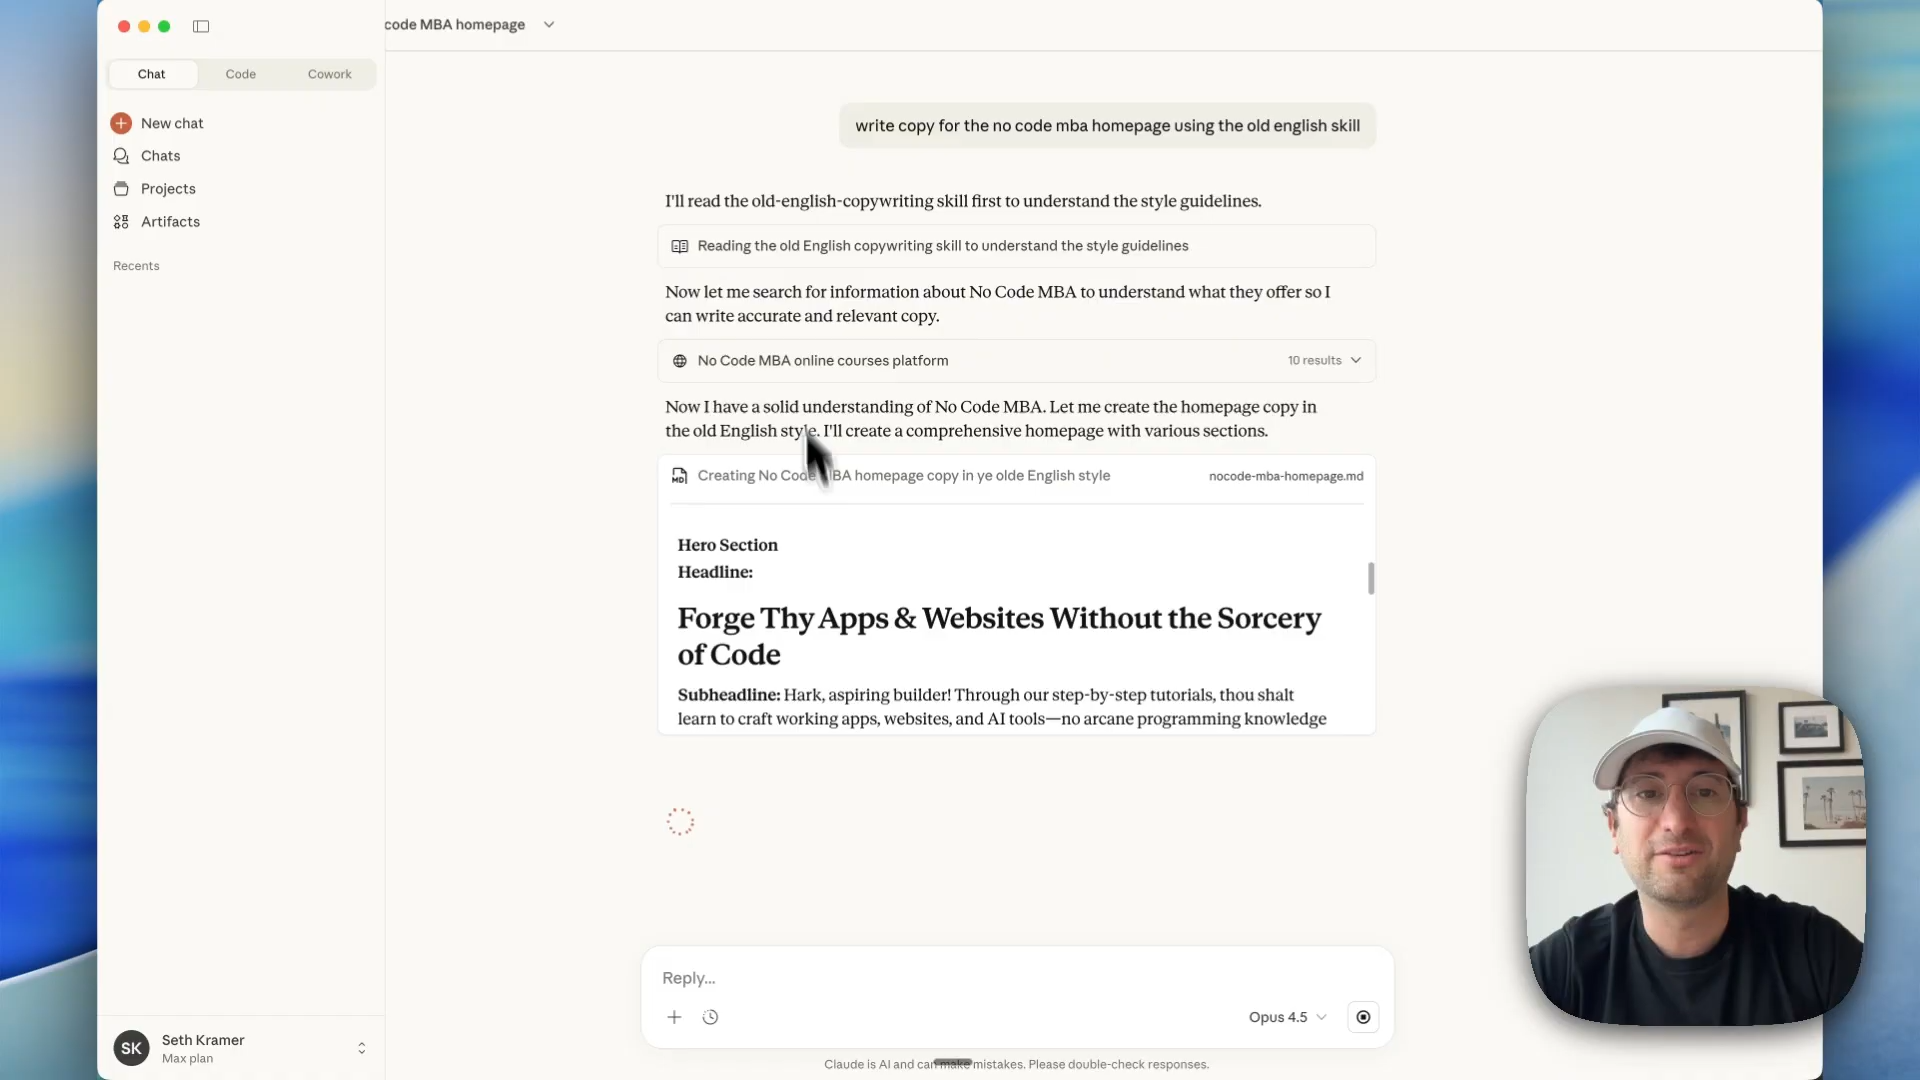 code MBA homepage
Chat
Code
Cowork
New chat
Chats
Projects
Artifacts
Recents
write copy for the no code mba homepage using the old english skill
I'll read the old-english-copywriting skill first to understand the style guidelines.
Reading the old English copywriting skill to understand the style guidelines
Now let me search for information about No Code MBA to understand what they offer so I
can write accurate and relevant copy.
No Code MBA online courses platform
10 results
Now I have a solid understanding of No Code MBA. Let me create the homepage copy in
the old English style. I'll create a comprehensive homepage with various sections.
MD
Creating No Code MBA homepage copy in ye olde English style
nocode-mba-homepage.md
Hero Section
Headline:
Forge Thy Apps & Websites Without the Sorcery
of Code
Subheadline: Hark, aspiring builder! Through our step-by-step tutorials, thou shalt
learn to craft working apps, websites, and AI tools—no arcane programming knowledge
Reply...
Opus 4.5
SK
Seth Kramer
Max plan
Claude is AI and can make mistakes. Please double-check responses.